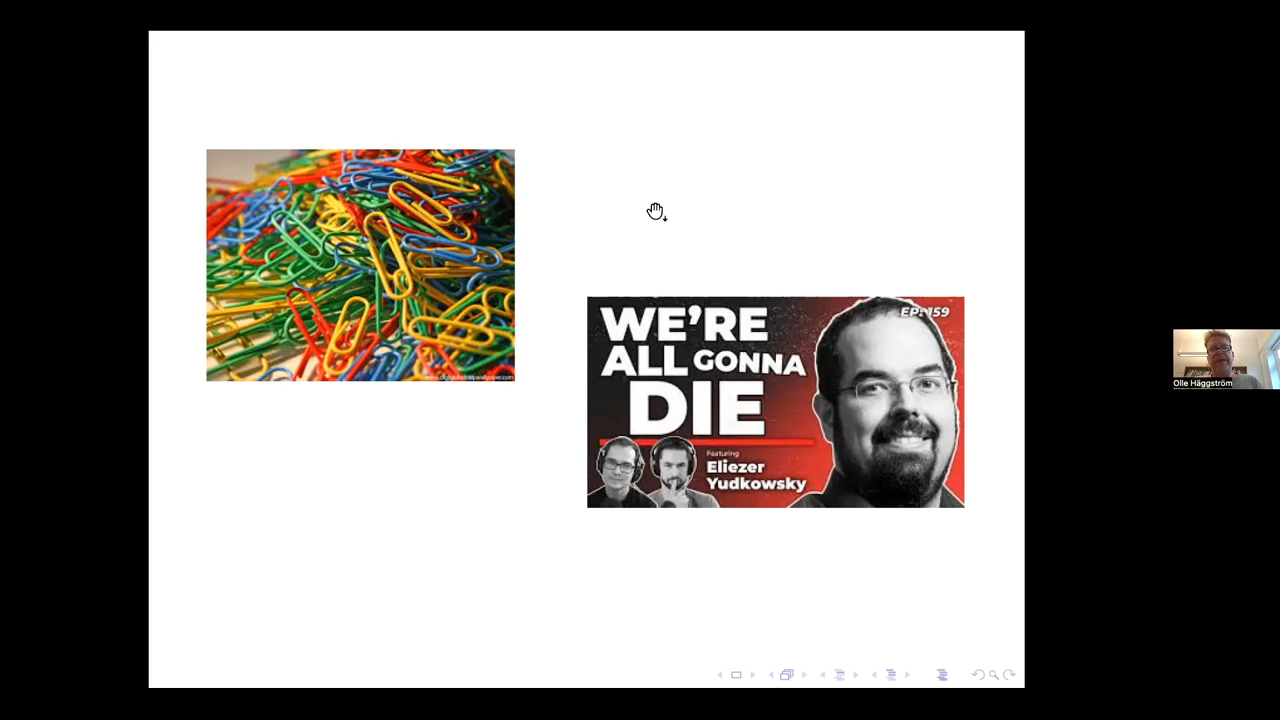 EP: 159
WE'RE
ALL GONNA
DIE
Featuring
Eliezer
Yudkowsky
Olle Häggström